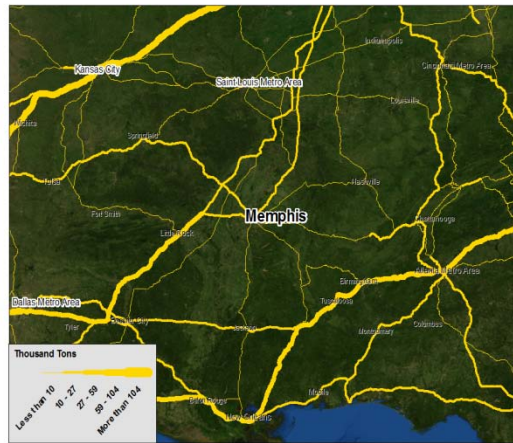 Indianapolis
Kansas City
Cincinnati Metro Area
Saint Louis Metro Area
Louisville
Wichita
Springfield
Tulsa
Nashville
Fort Smith
Memphis
Chattanooga
Little Rock
Atlanta Metro Area
Birmingham
Dallas Metro Area
Tuscaloosa
Tyler
Bossier City
Jackson
Montgomery
Columbus
Thousand Tons
Less than 10
10 - 27
27 - 59
59 - 104
More than 104
Mobile
Baton Rouge
New Orleans